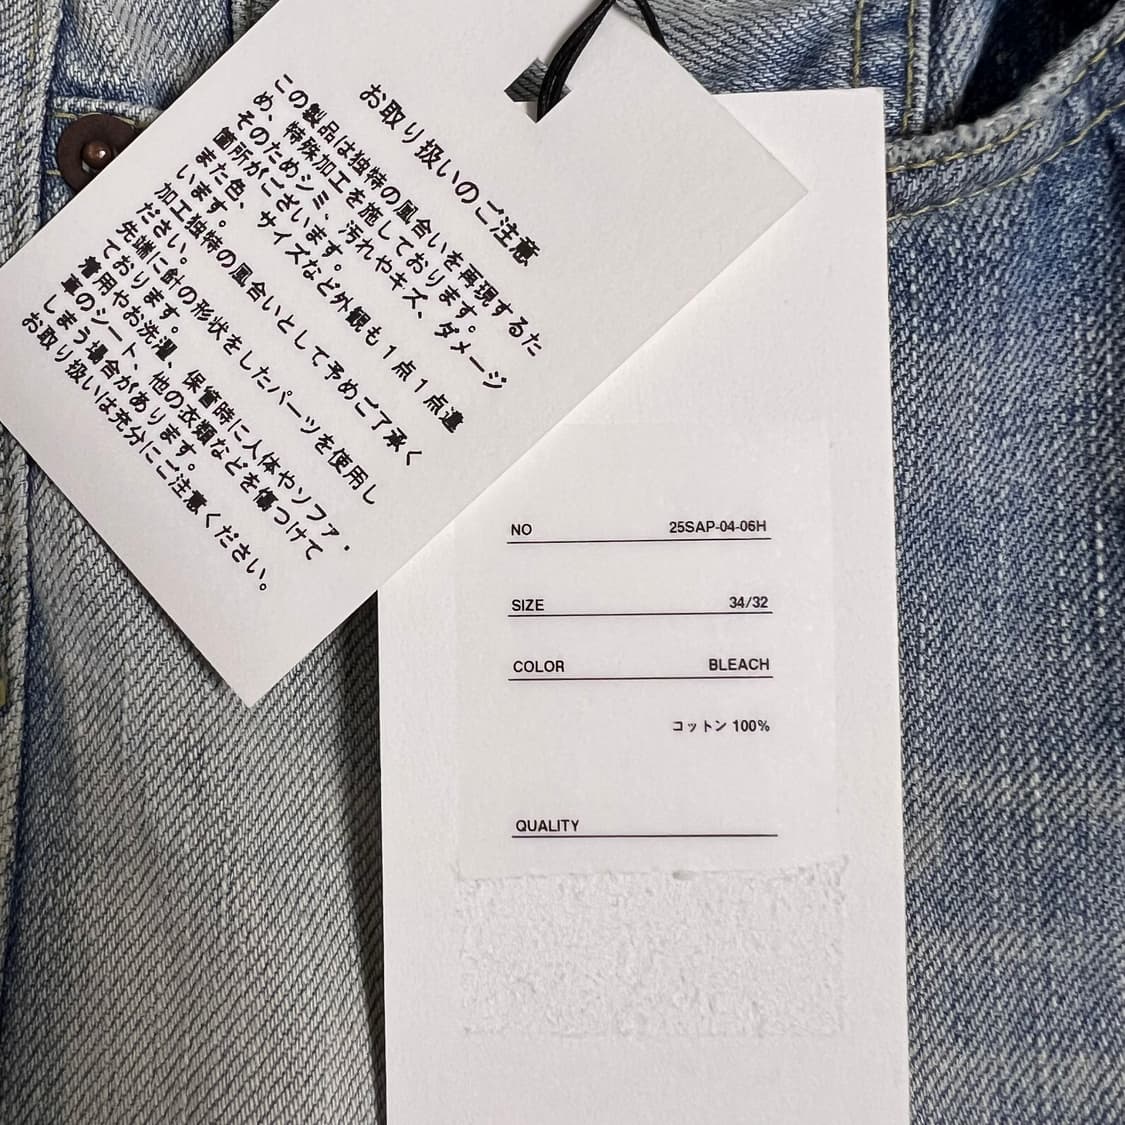 お取り扱いのご注意
この製品は独特の風合いを再現するた
め、特殊加工を施しております。
そのためシミ、汚れやキズ、ダメージ
箇所がございます。
また色、サイズなど外観も1点1点違
います。
加工独特の風合いとして予めご了承く
ださい。
先端に針の形状をしたパーツを使用し
ております。
着用やお洗濯、保管時に人体やソファ・
車のシート、他の衣類などを傷つけて
しまう場合があります。
お取り扱いは充分にご注意ください。
NO 25SAP-04-06H
SIZE 34/32
COLOR BLEACH
コットン 100%
QUALITY